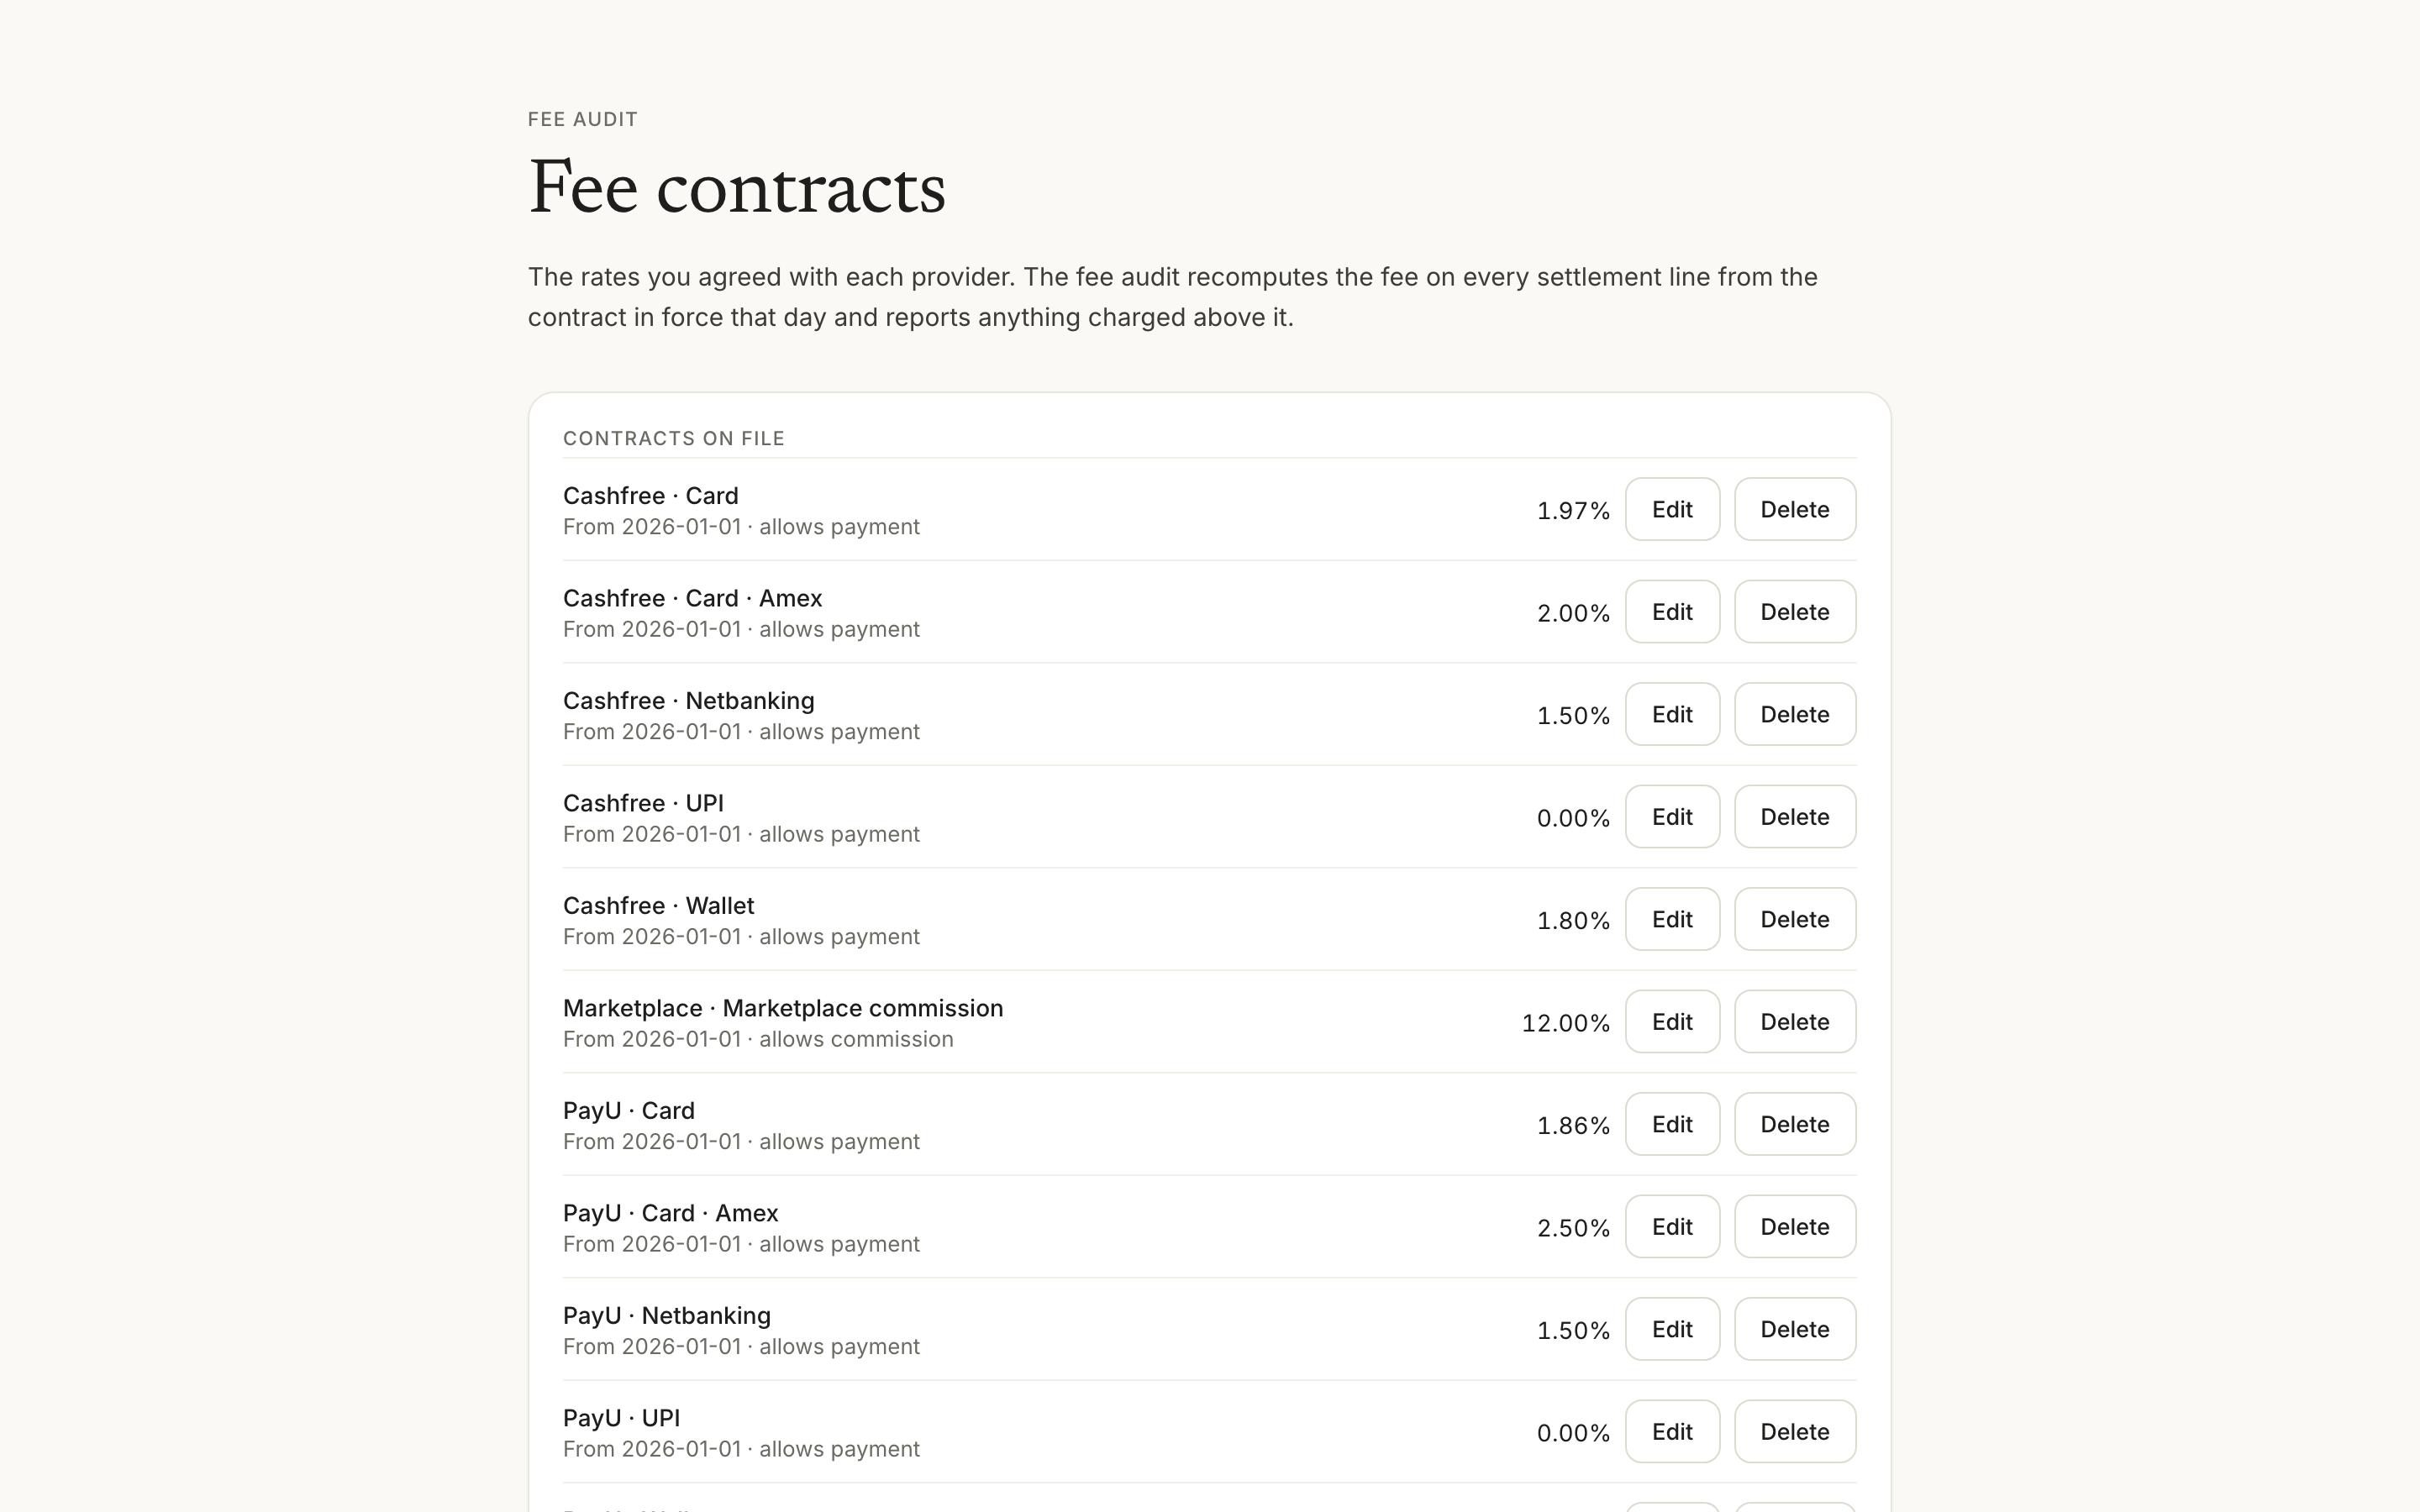 FEE AUDIT
Fee contracts
The rates you agreed with each provider. The fee audit recomputes the fee on every settlement line from the
contract in force that day and reports anything charged above it.
CONTRACTS ON FILE
Cashfree · Card
From 2026-01-01 · allows payment
1.97% Edit Delete
Cashfree · Card · Amex
From 2026-01-01 · allows payment
2.00% Edit Delete
Cashfree · Netbanking
From 2026-01-01 · allows payment
1.50% Edit Delete
Cashfree · UPI
From 2026-01-01 · allows payment
0.00% Edit Delete
Cashfree · Wallet
From 2026-01-01 · allows payment
1.80% Edit Delete
Marketplace · Marketplace commission
From 2026-01-01 · allows commission
12.00% Edit Delete
PayU · Card
From 2026-01-01 · allows payment
1.86% Edit Delete
PayU · Card · Amex
From 2026-01-01 · allows payment
2.50% Edit Delete
PayU · Netbanking
From 2026-01-01 · allows payment
1.50% Edit Delete
PayU · UPI
From 2026-01-01 · allows payment
0.00% Edit Delete